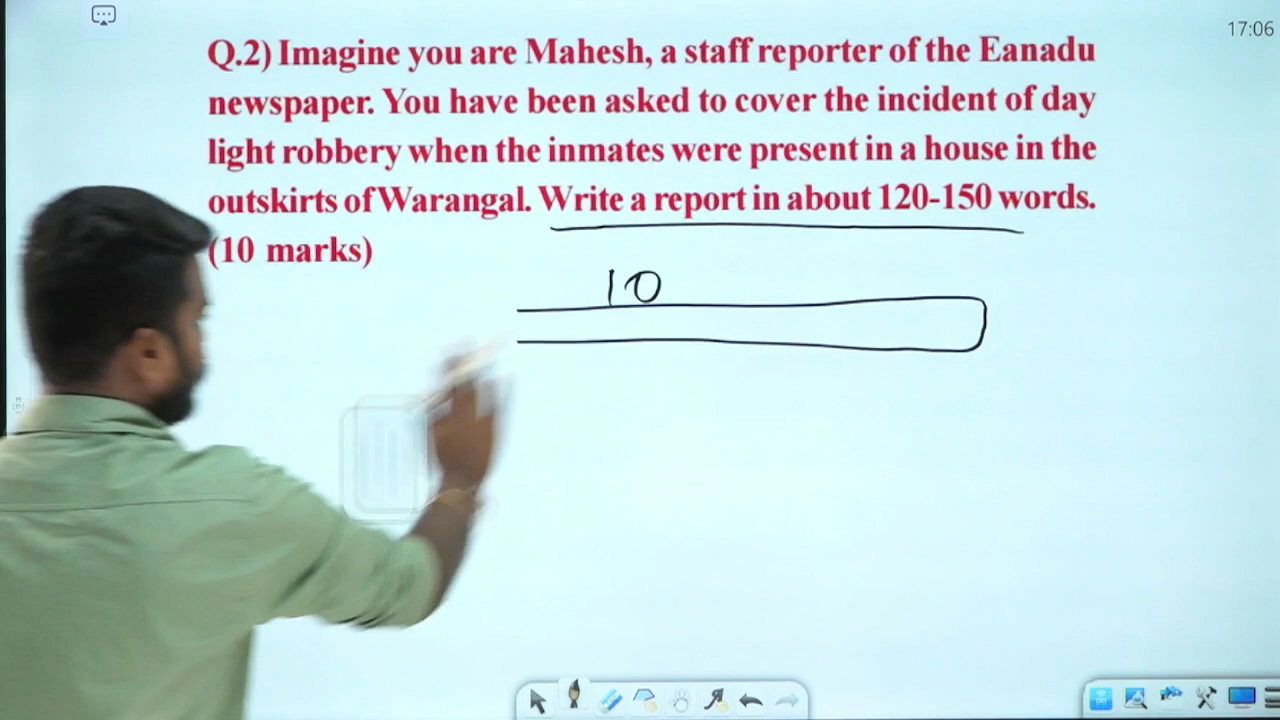 17:06
Q.2) Imagine you are Mahesh, a staff reporter of the Eanadu
newspaper. You have been asked to cover the incident of day
light robbery when the inmates were present in a house in the
outskirts of Warangal. Write a report in about 120-150 words.
(10 marks)
10